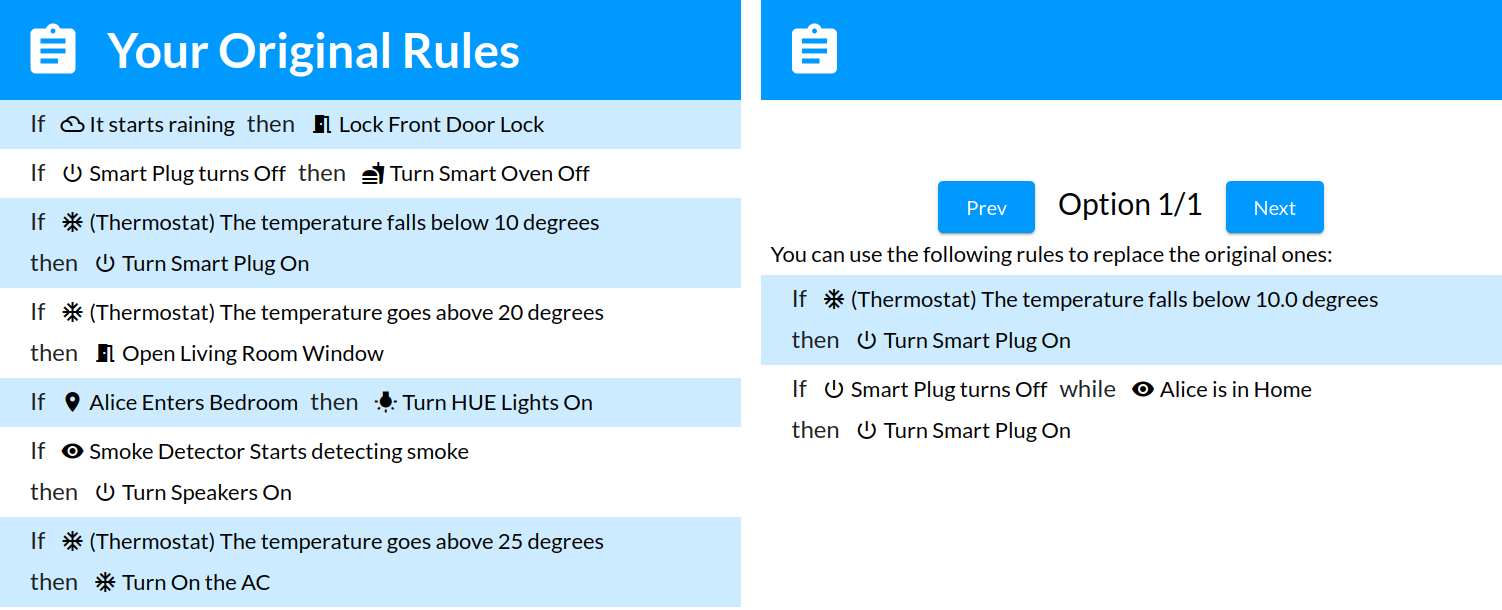 Your Original Rules
If It starts raining then Lock Front Door Lock
If Smart Plug turns Off then Turn Smart Oven Off
If (Thermostat) The temperature falls below 10 degrees
then Turn Smart Plug On
If (Thermostat) The temperature goes above 20 degrees
then Open Living Room Window
If Alice Enters Bedroom then Turn HUE Lights On
If Smoke Detector Starts detecting smoke
then Turn Speakers On
If (Thermostat) The temperature goes above 25 degrees
then Turn On the AC
Prev Option 1/1 Next
You can use the following rules to replace the original ones:
If (Thermostat) The temperature falls below 10.0 degrees
then Turn Smart Plug On
If Smart Plug turns Off while Alice is in Home
then Turn Smart Plug On